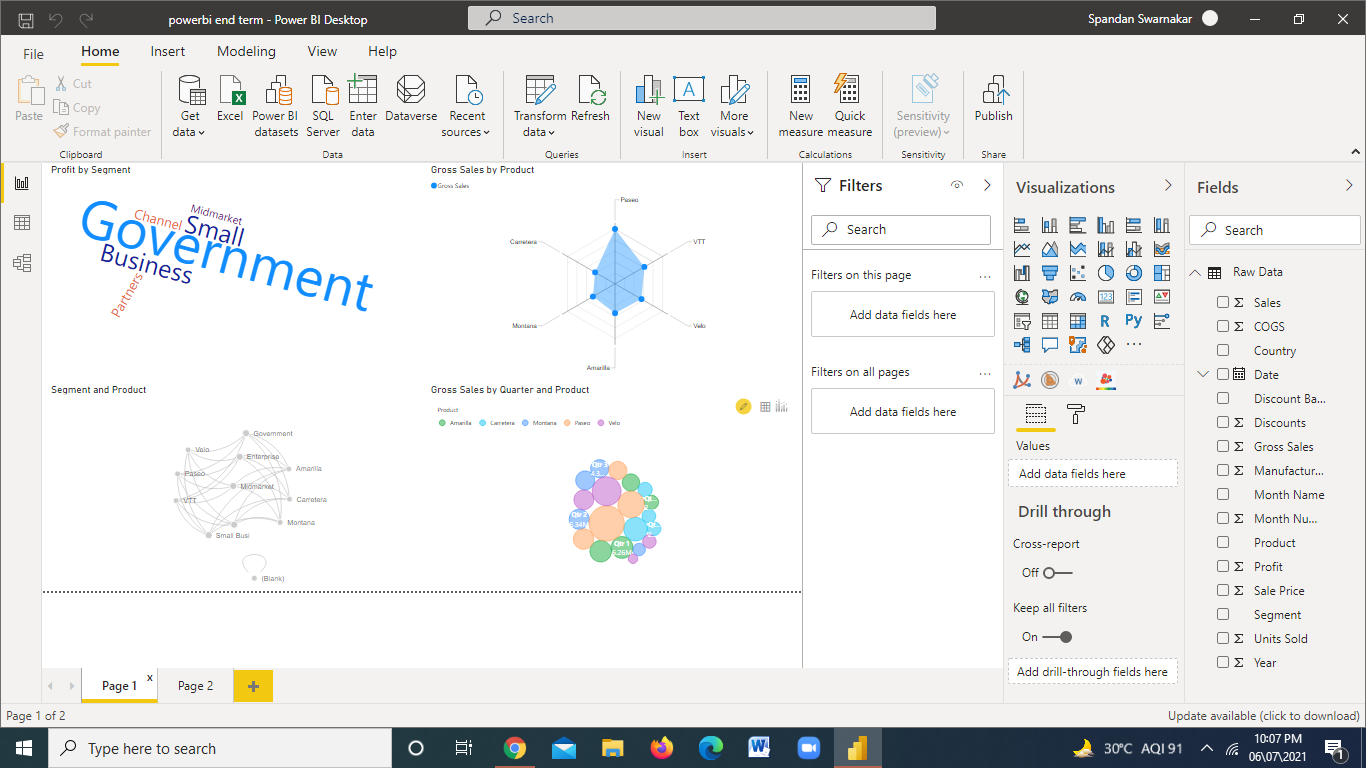 powerbi end term - Power BI Desktop
Search
Spandan Swarnakar
File
Home
Insert
Modeling
View
Help
Paste
Cut
Copy
Format painter
Clipboard
Get data
Excel
Power BI datasets
SQL Server
Enter data
Dataverse
Recent sources
Data
Transform data
Refresh
Queries
New visual
Text box
More visuals
Insert
New measure
Quick measure
Calculations
Sensitivity (preview)
Sensitivity
Publish
Share
Profit by Segment
Government
Small
Business
Midmarket
Channel
Partners
Gross Sales by Product
Gross Sales
Paseo
VTT
Velo
Amarilla
Montana
Carretera
Segment and Product
Government
Velo
Enterprise
Amarilla
Paseo
Midmarket
VTT
Carretera
Montana
Small Busi
(Blank)
Gross Sales by Quarter and Product
Product
Amarilla
Carretera
Montana
Paseo
Velo
Qtr 3
4.3...
Qtr 2
5.34M
Qtr 1
5.26M
Filters
Search
Filters on this page
...
Add data fields here
Filters on all pages
...
Add data fields here
Visualizations
123
R
Py
...
Values
Add data fields here
Drill through
Cross-report
Off
Keep all filters
On
Add drill-through fields here
Fields
Search
Raw Data
Σ Sales
Σ COGS
Country
Date
Discount Ba...
Σ Discounts
Σ Gross Sales
Σ Manufactur...
Month Name
Σ Month Nu...
Product
Σ Profit
Σ Sale Price
Segment
Σ Units Sold
Σ Year
Page 1
x
Page 2
+
Page 1 of 2
Update available (click to download)
Type here to search
30°C AQI 91
10:07 PM
06\07\2021
1